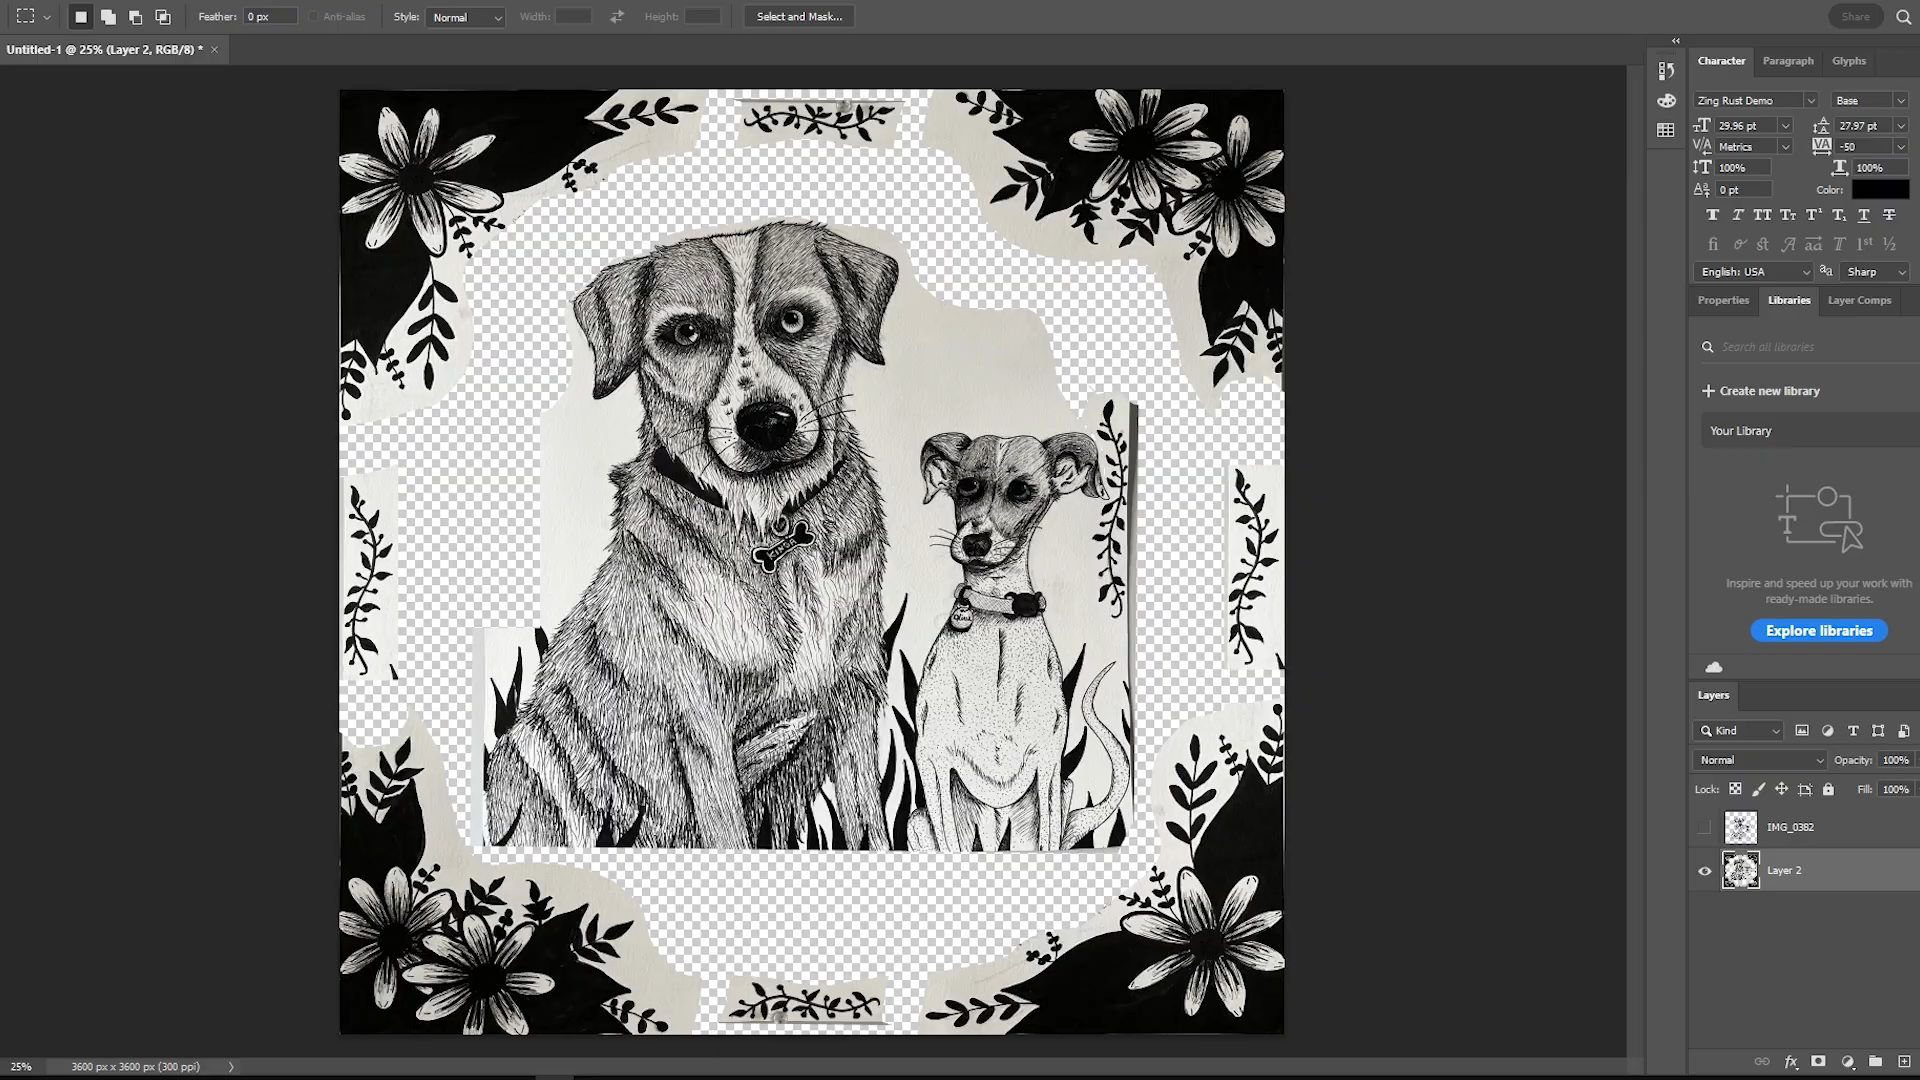 Feather: 0 px Anti-alias Style: Normal Width: Height: Select and Mask... Share
Untitled-1 @ 25% (Layer 2, RGB/8) * ×
Character Paragraph Glyphs
Zing Rust Demo Base
29.96 pt 27.97 pt
Metrics -50
100% 100%
0 pt Color:
English: USA Sharp
Properties Libraries Layer Comps
Search all libraries
Create new library
Your Library
Inspire and speed up your work with
ready-made libraries.
Explore libraries
Layers
Kind
Normal Opacity: 100%
Lock: Fill: 100%
IMG_0382
Layer 2
KIMBA
25% 3600 px x 3600 px (300 ppi)